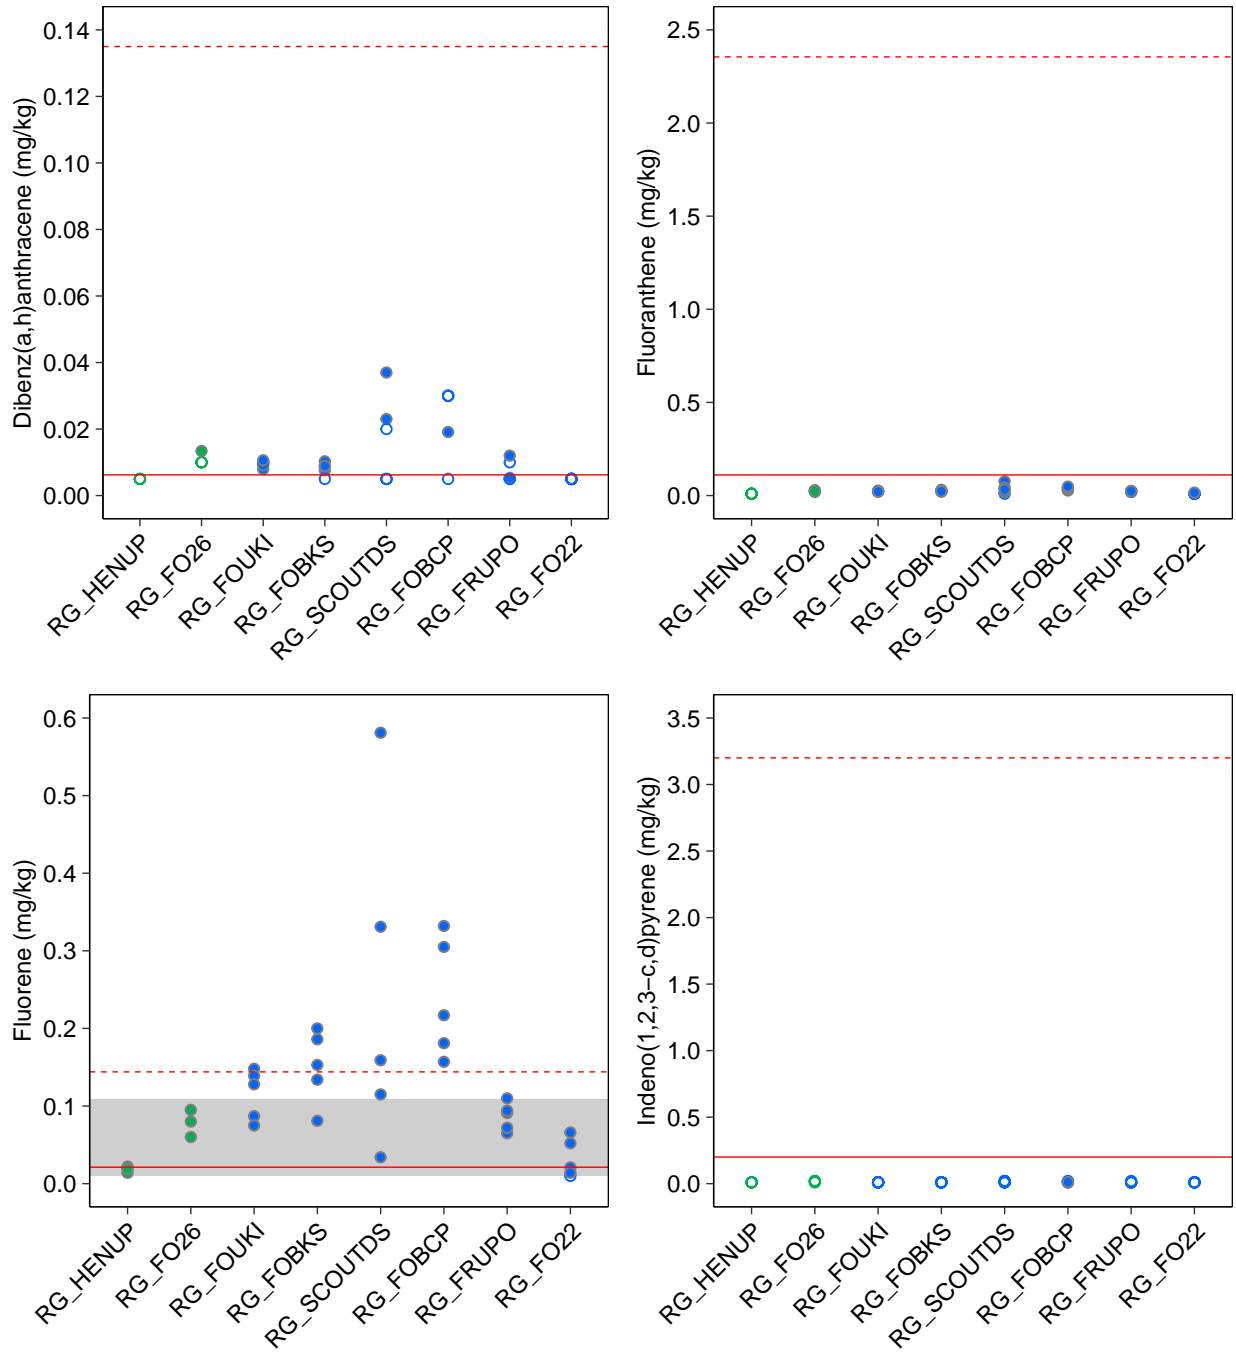 Dibenz(a,h)anthracene (mg/kg)
0.14
0.12
0.10
0.08
0.06
0.04
0.02
0.00
RG_HENUP
RG_FO26
RG_FOUKI
RG_FOBKS
RG_SCOUTDS
RG_FOBCP
RG_FRUPO
RG_FO22
Fluoranthene (mg/kg)
2.5
2.0
1.5
1.0
0.5
0.0
RG_HENUP
RG_FO26
RG_FOUKI
RG_FOBKS
RG_SCOUTDS
RG_FOBCP
RG_FRUPO
RG_FO22
Fluorene (mg/kg)
0.6
0.5
0.4
0.3
0.2
0.1
0.0
RG_HENUP
RG_FO26
RG_FOUKI
RG_FOBKS
RG_SCOUTDS
RG_FOBCP
RG_FRUPO
RG_FO22
Indeno(1,2,3−c,d)pyrene (mg/kg)
3.5
3.0
2.5
2.0
1.5
1.0
0.5
0.0
RG_HENUP
RG_FO26
RG_FOUKI
RG_FOBKS
RG_SCOUTDS
RG_FOBCP
RG_FRUPO
RG_FO22